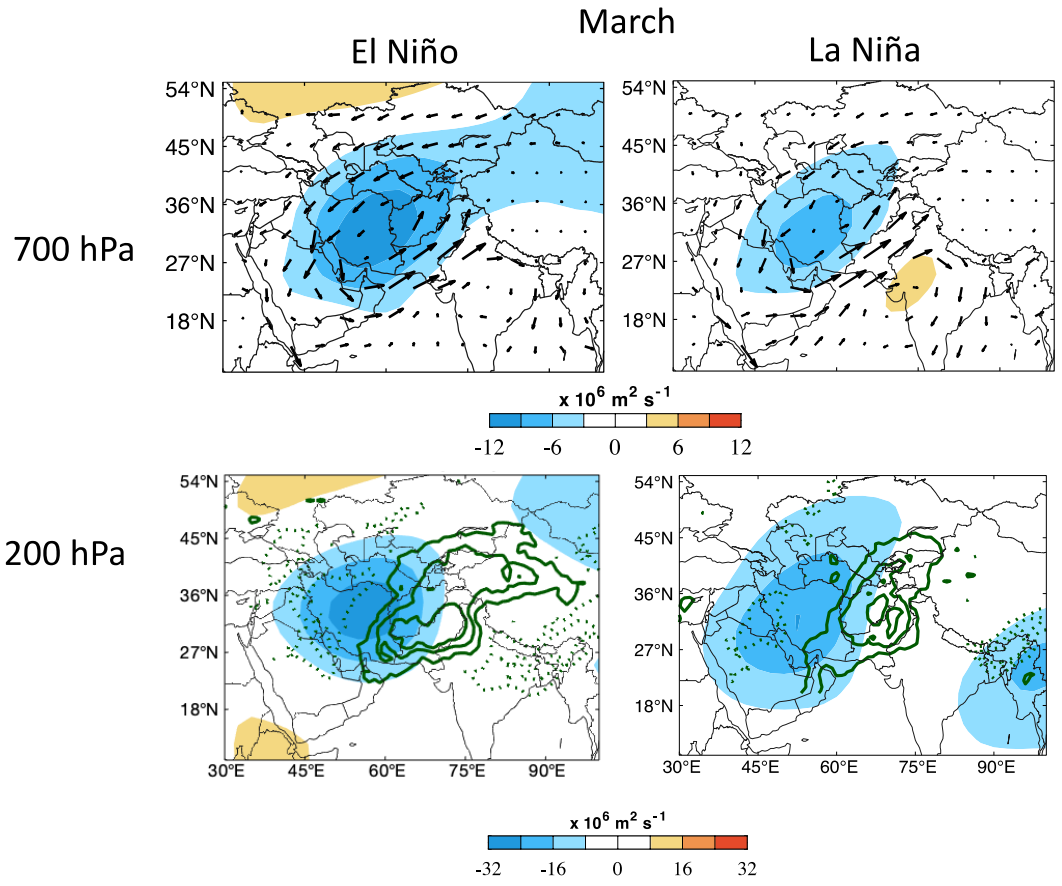 March
El Niño
La Niña
700 hPa
54°N
45°N
36°N
27°N
18°N
54°N
45°N
36°N
27°N
18°N
x 10⁶ m² s⁻¹
-12 -6 0 6 12
200 hPa
54°N
45°N
36°N
27°N
18°N
30°E 45°E 60°E 75°E 90°E
54°N
45°N
36°N
27°N
18°N
30°E 45°E 60°E 75°E 90°E
x 10⁶ m² s⁻¹
-32 -16 0 16 32